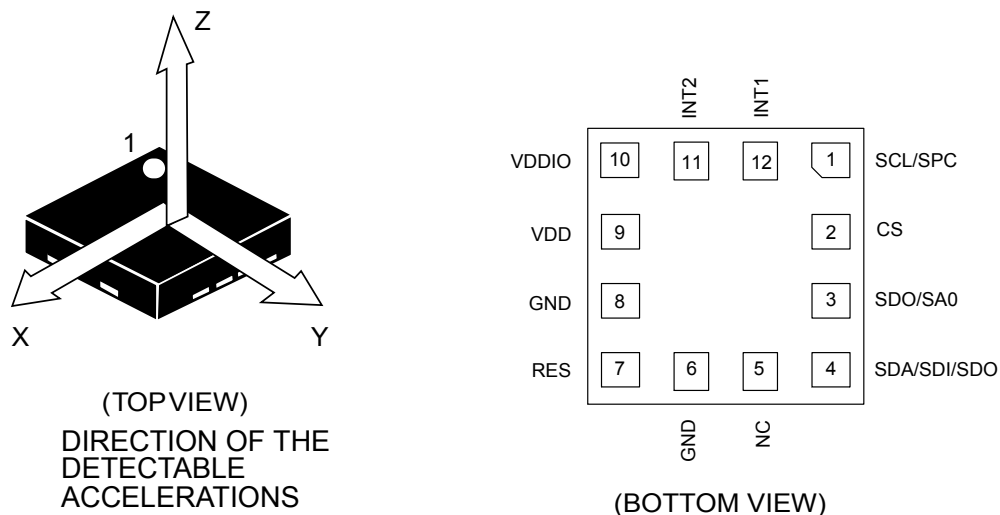 Z
1
X
Y
(TOPVIEW)
DIRECTION OF THE
DETECTABLE
ACCELERATIONS
INT2
INT1
VDDIO
10
11
12
1
SCL/SPC
VDD
9
2
CS
GND
8
3
SDO/SA0
RES
7
6
5
4
SDA/SDI/SDO
GND
NC
(BOTTOM VIEW)